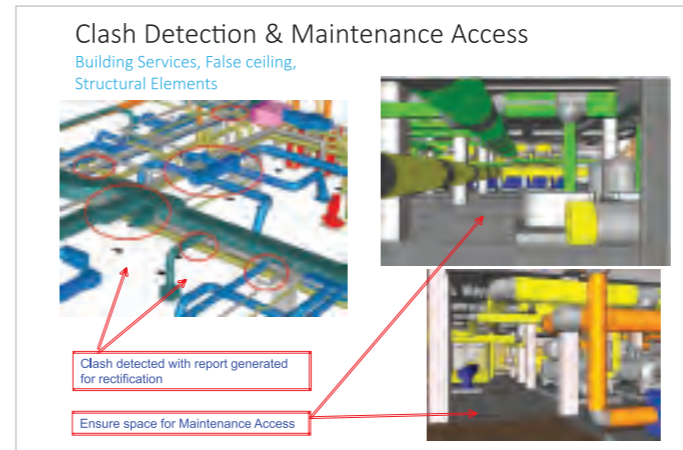 Clash Detection & Maintenance Access
Building Services, False ceiling,
Structural Elements
Clash detected with report generated
for rectification
Ensure space for Maintenance Access